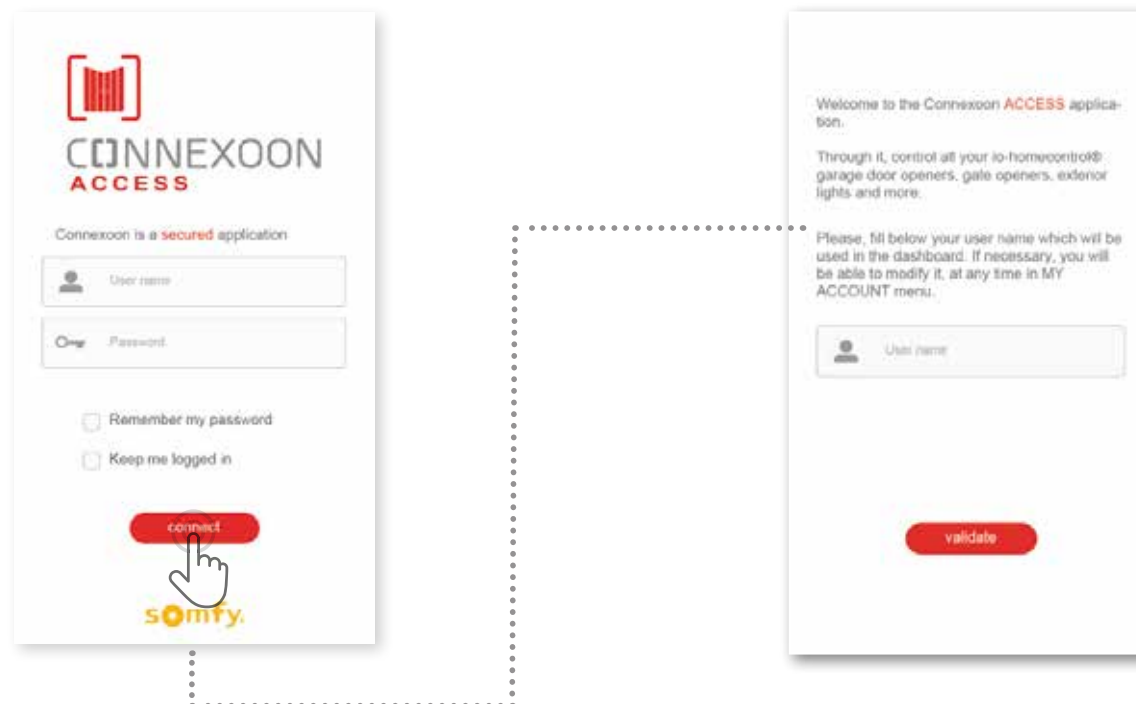 CONNEXOON
ACCESS
Connexoon is a secured application
User name
Password
Remember my password
Keep me logged in
connect
somfy.
Welcome to the Connexoon ACCESS applica-
tion.
Through it, control all your io-homecontrol®
garage door openers, gate openers, exterior
lights and more.
Please, fill below your user name which will be
used in the dashboard. If necessary, you will
be able to modify it, at any time in MY
ACCOUNT menu.
User name
validate